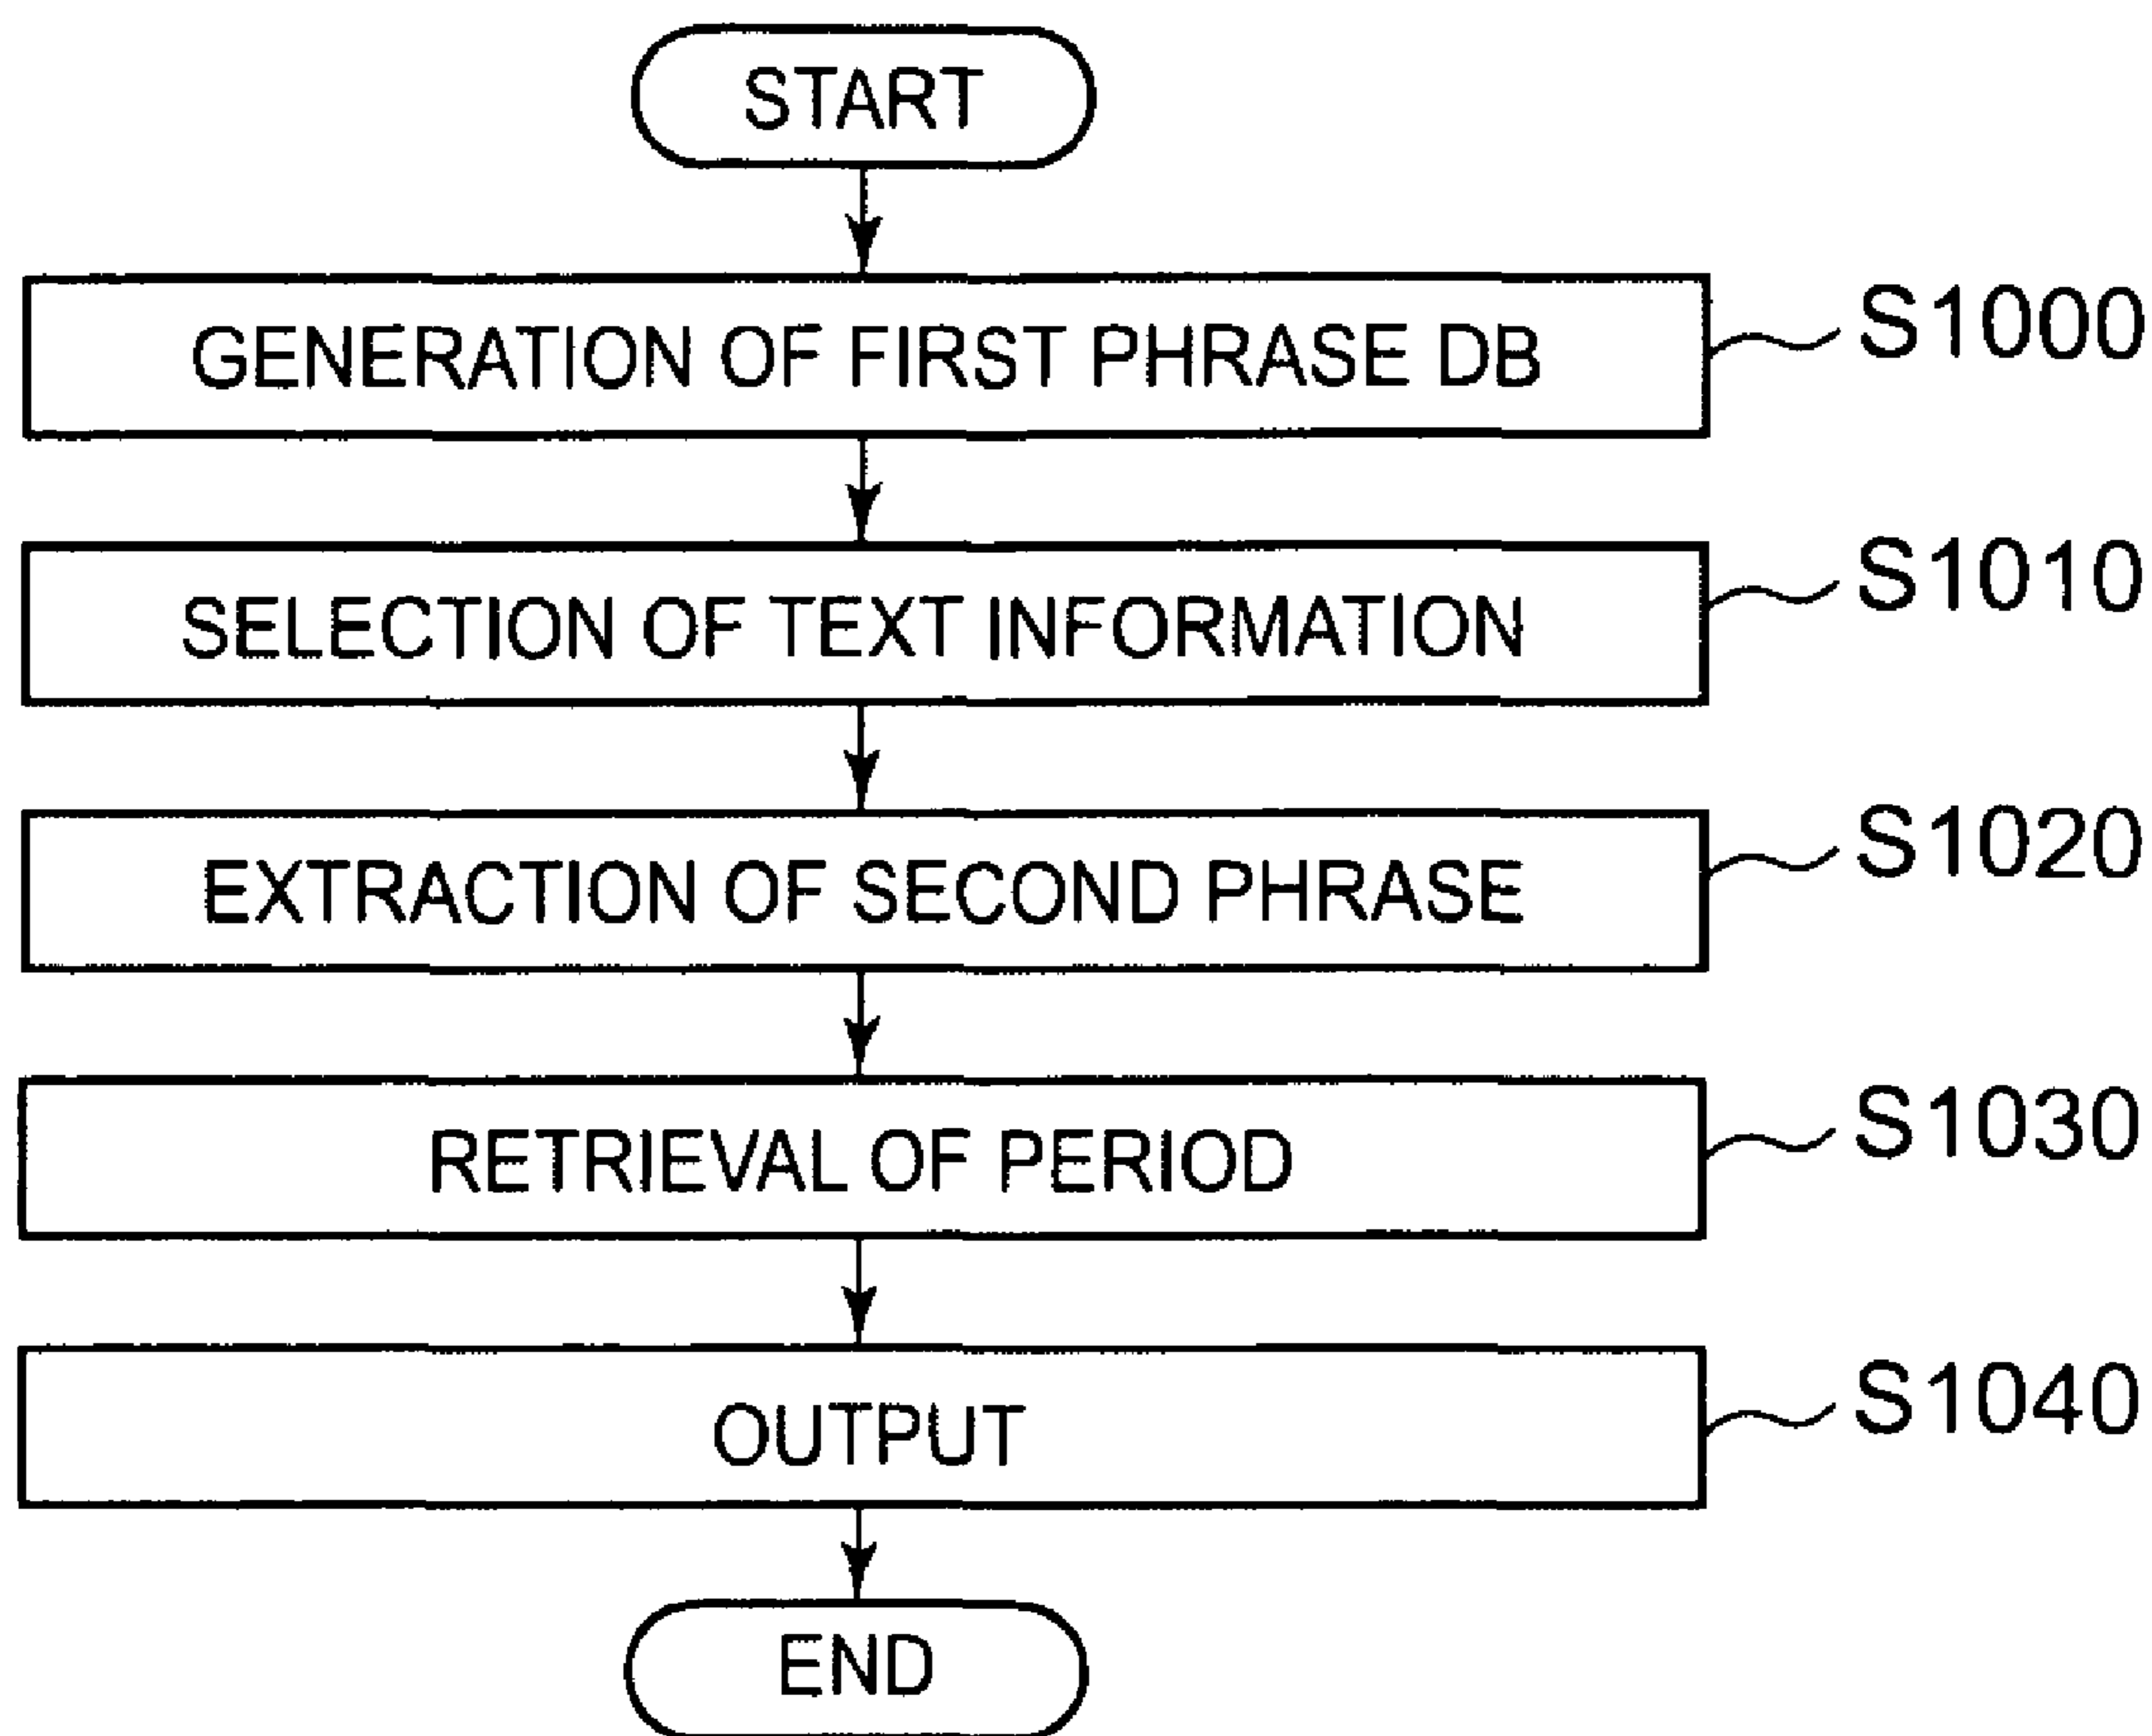 START
GENERATION OF FIRST PHRASE DB
S1000
SELECTION OF TEXT INFORMATION
S1010
EXTRACTION OF SECOND PHRASE
S1020
RETRIEVAL OF PERIOD
S1030
OUTPUT
S1040
END